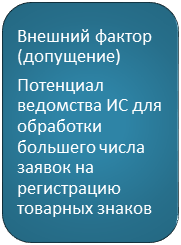 Внешний фактор
(допущение)
Потенциал
ведомства ИС для
обработки
большего числа
заявок на
регистрацию
товарных знаков